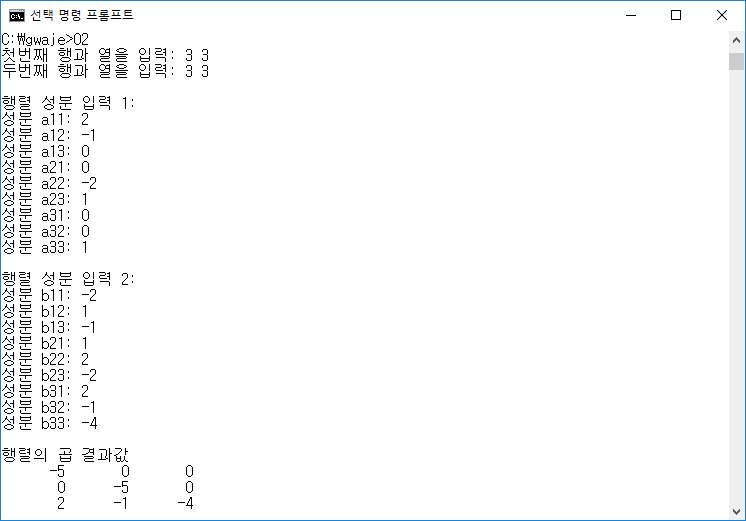 선택 명령 프롬프트
C:\gwaje>02
첫번째 행과 열을 입력: 3 3
두번째 행과 열을 입력: 3 3
행렬 성분 입력 1:
성분 a11: 2
성분 a12: -1
성분 a13: 0
성분 a21: 0
성분 a22: -2
성분 a23: 1
성분 a31: 0
성분 a32: 0
성분 a33: 1
행렬 성분 입력 2:
성분 b11: -2
성분 b12: 1
성분 b13: -1
성분 b21: 1
성분 b22: 2
성분 b23: -2
성분 b31: 2
성분 b32: -1
성분 b33: -4
행렬의 곱 결과값
-5 0 0
0 -5 0
2 -1 -4